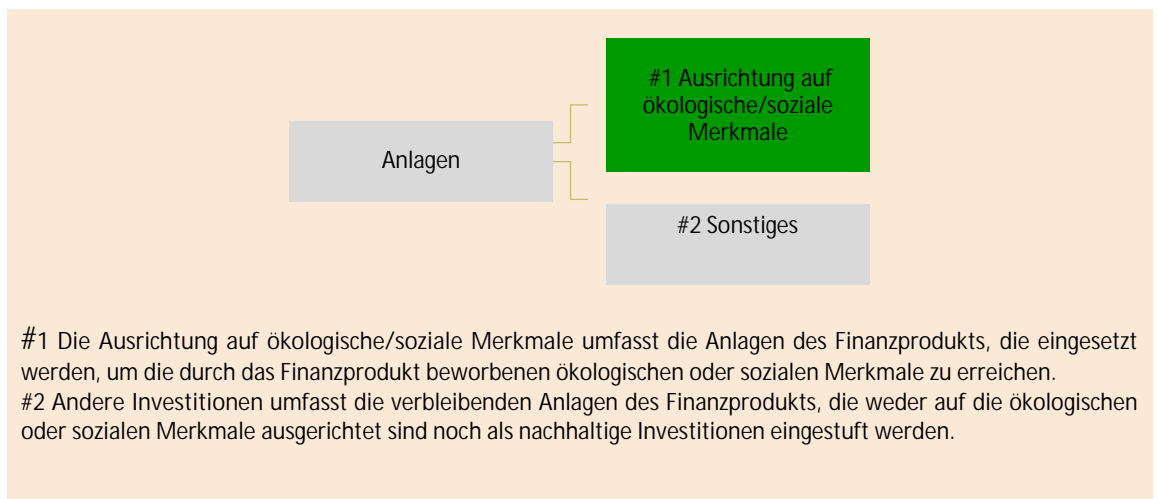 #1 Ausrichtung auf
ökologische/soziale
Merkmale
Anlagen
#2 Sonstiges
#1 Die Ausrichtung auf ökologische/soziale Merkmale umfasst die Anlagen des Finanzprodukts, die eingesetzt
werden, um die durch das Finanzprodukt beworbenen ökologischen oder sozialen Merkmale zu erreichen.
#2 Andere Investitionen umfasst die verbleibenden Anlagen des Finanzprodukts, die weder auf die ökologischen
oder sozialen Merkmale ausgerichtet sind noch als nachhaltige Investitionen eingestuft werden.